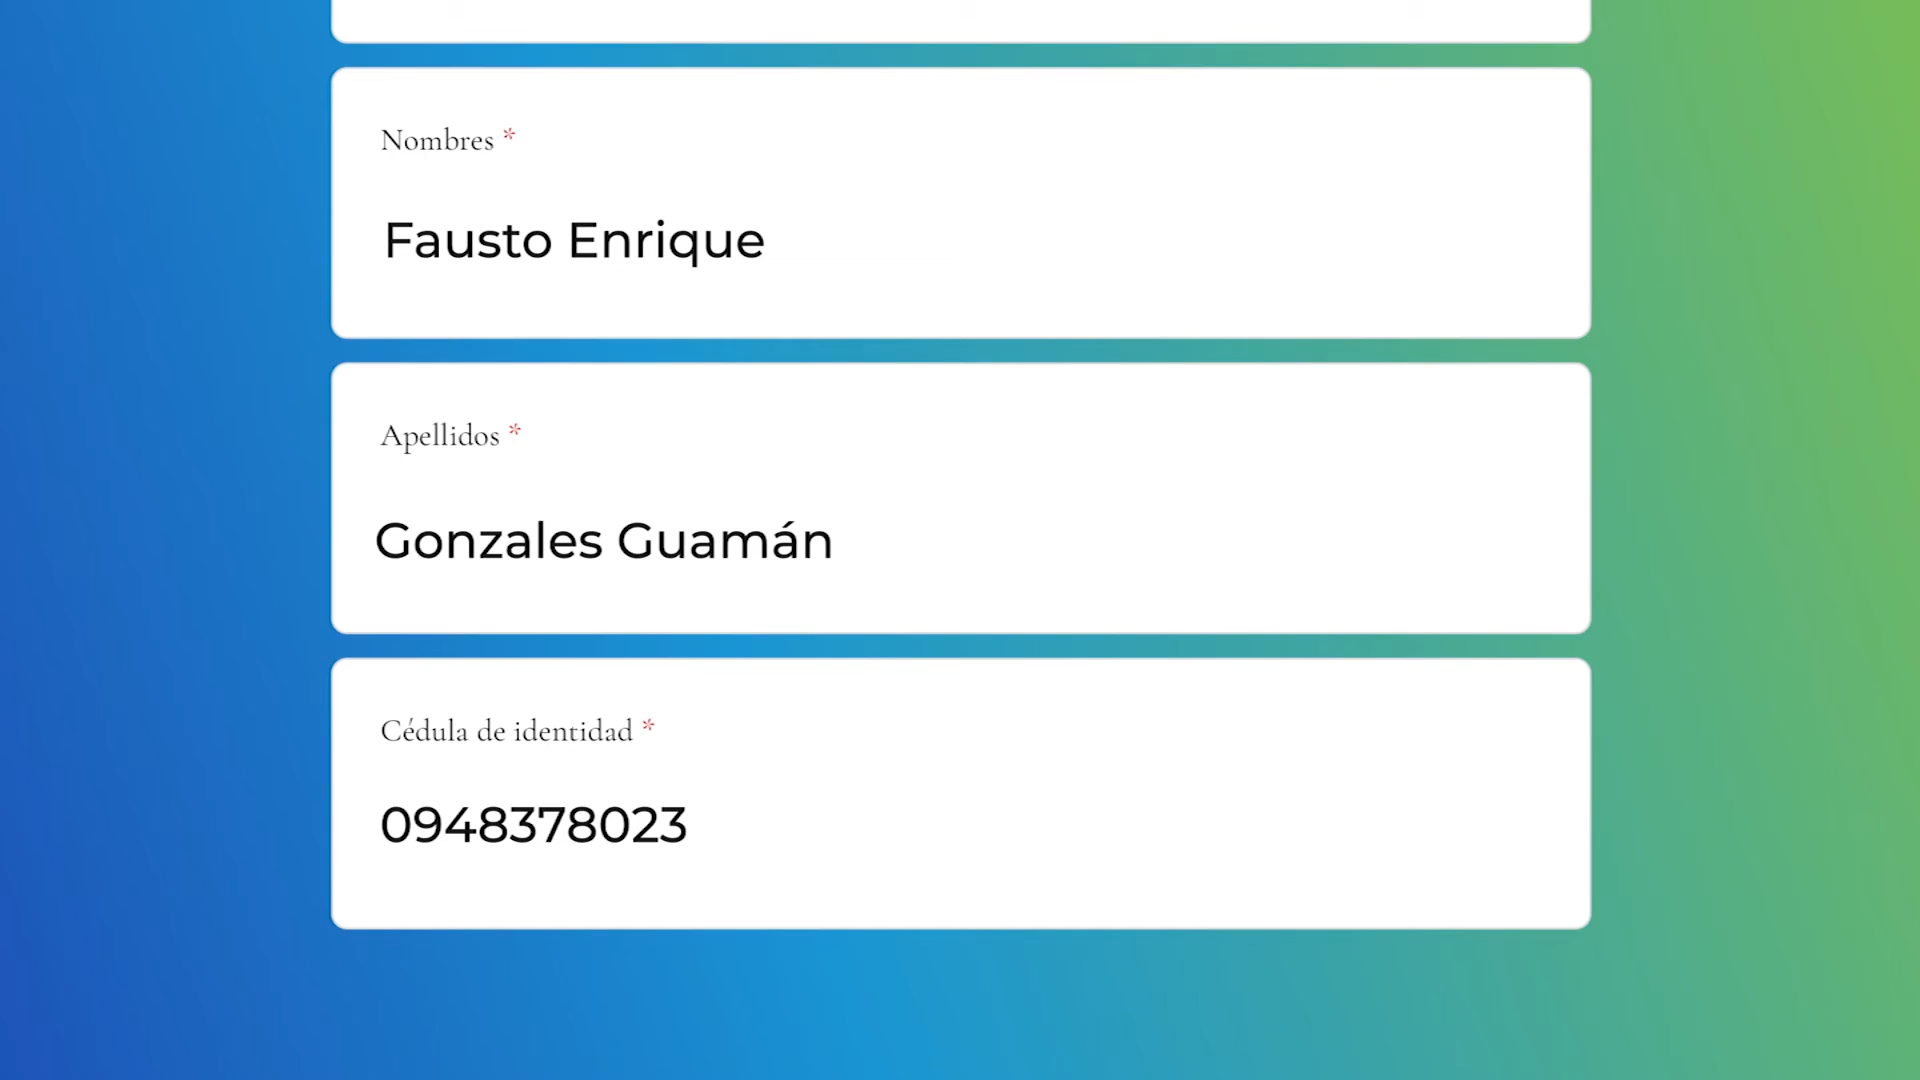 Nombres *
Fausto Enrique
Apellidos *
Gonzales Guamán
Cédula de identidad *
0948378023